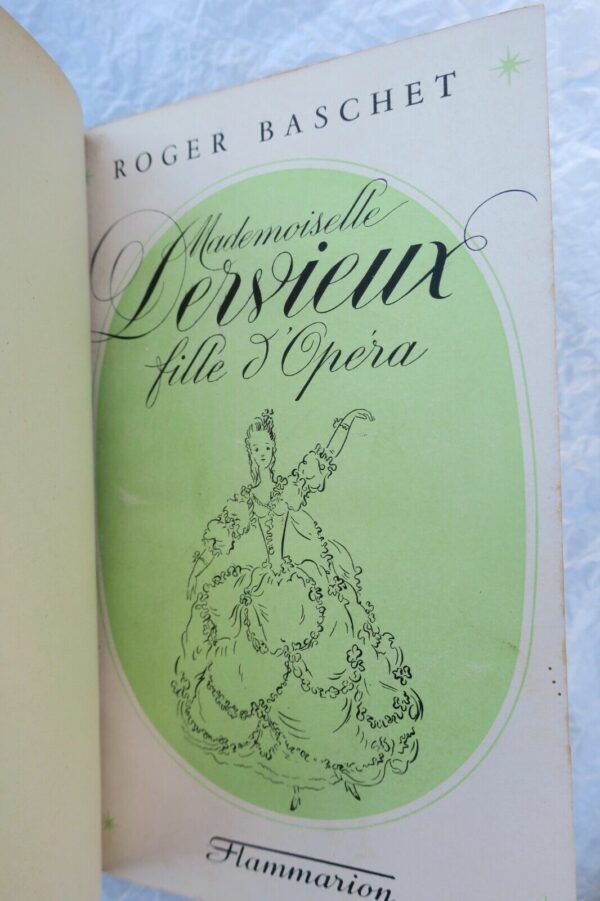 ROGER BASCHET
Mademoiselle
Dervieux
fille d'Opéra
Flammarion